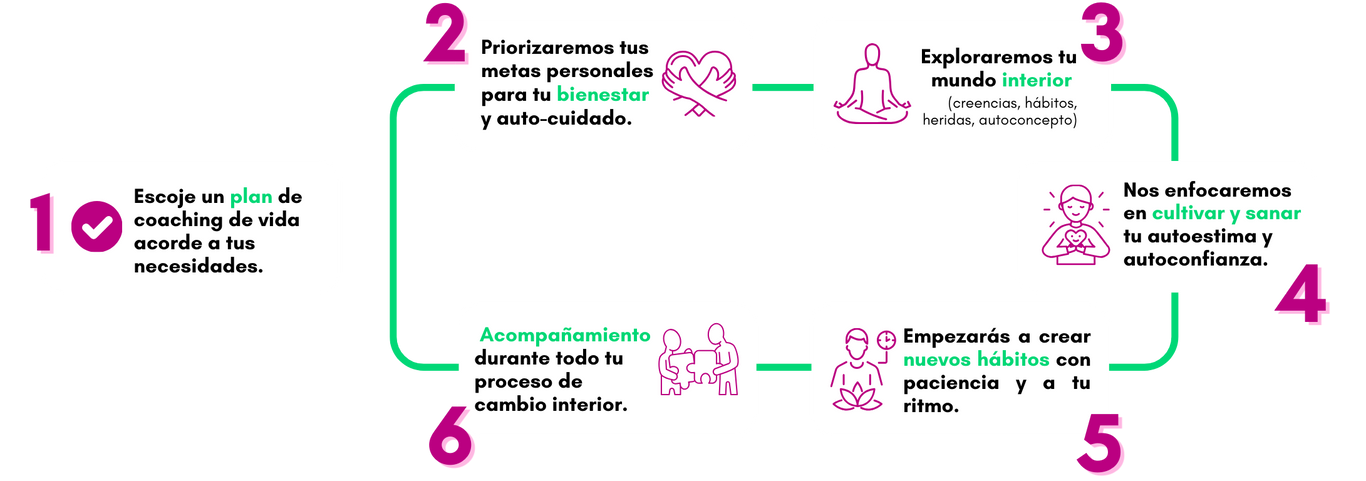 1
Escoje un plan de
coaching de vida
acorde a tus
necesidades.
2
Priorizaremos tus
metas personales
para tu bienestar
y auto-cuidado.
3
Exploraremos tu
mundo interior
(creencias, hábitos,
heridas, autoconcepto)
Nos enfocaremos
en cultivar y sanar
tu autoestima y
autoconfianza.
4
Empezarás a crear
nuevos hábitos con
paciencia y a tu
ritmo.
5
Acompañamiento
durante todo tu
proceso de
cambio interior.
6